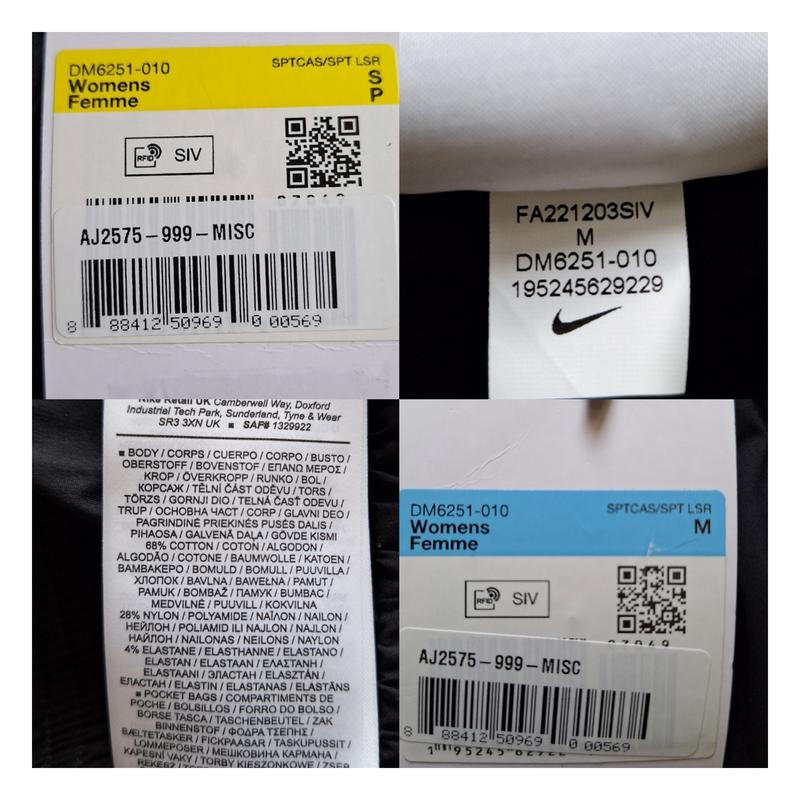 DM6251-010
SPTCAS/SPT LSR
Womens
S
Femme
P
RFID
SIV
AJ2575-999-MISC
8 88412 50969 0 00569
FA221203SIV
M
DM6251-010
195245629229
Nike Retail UK Camberwell Way, Doxford
Industrial Tech Park, Sunderland, Tyne & Wear
SR3 3XN UK ■ SAP# 1329922
■ BODY / CORPS / CUERPO / CORPO / BUSTO /
OBERSTOFF / BOVENSTOF / ΕΠΑΝΩ ΜΕΡΟΣ /
KROP / ÖVERKROPP / RUNKO / BOL /
КОРСАЖ / TĚLNÍ ČÁST ODĚVU / TORS /
TÖRZS / GORNJI DIO / TELNÁ ČASŤ ODEVU /
TRUP / ОСНОВНА ЧАСТ / CORP / GLAVNI DEO /
PAGRINDINĖ PRIEKINĖS PUSĖS DALIS /
PIHAOSA / GALVENĀ DAĻA / GÖVDE KISMI
68% COTTON / COTON / ALGODON /
ALGODÃO / COTONE / BAUMWOLLE / KATOEN /
ΒΑΜΒΑΚΕΡΟ / BOMULD / BOMULL / PUUVILLA /
ХЛОПОК / BAVLNA / BAWEŁNA / PAMUT /
PAMUK / BOMBAŽ / ПАМУК / BUMBAC /
MEDVILNĖ / PUUVILL / KOKVILNA
28% NYLON / POLYAMIDE / NAÏLON / NAILON /
НЕЙЛОН / POLIAMID ILI NAJLON / NAJLON /
НАЙЛОН / NAILONAS / NEILONS / NAYLON
4% ELASTANE / ELASTHANNE / ELASTANO /
ELASTAN / ELASTAAN / ΕΛΑΣΤΑΝΗ /
ELASTAANI / ЭЛАСТАН / ELASZTÁN /
ЕЛАСТАН / ELASTIN / ELASTANAS / ELASTĀNS
■ POCKET BAGS / COMPARTIMENTS DE
POCHE / BOLSILLOS / FORRO DO BOLSO /
BORSE TASCA / TASCHENBEUTEL / ZAK
BINNENSTOF / ΦΟΔΡΑ ΤΣΕΠΗΣ /
BÆLTETASKER / FICKPAASAR / TASKUPUSSIT /
LOMMEPOSER / МЕШКОВИНА КАРМАНА /
KAPESNÍ VAKY / TORBY KIESZONKOWE / ZSEB
DM6251-010
SPTCAS/SPT LSR
Womens
M
Femme
RFID
SIV
AJ2575-999-MISC
8 88412 50969 0 00569